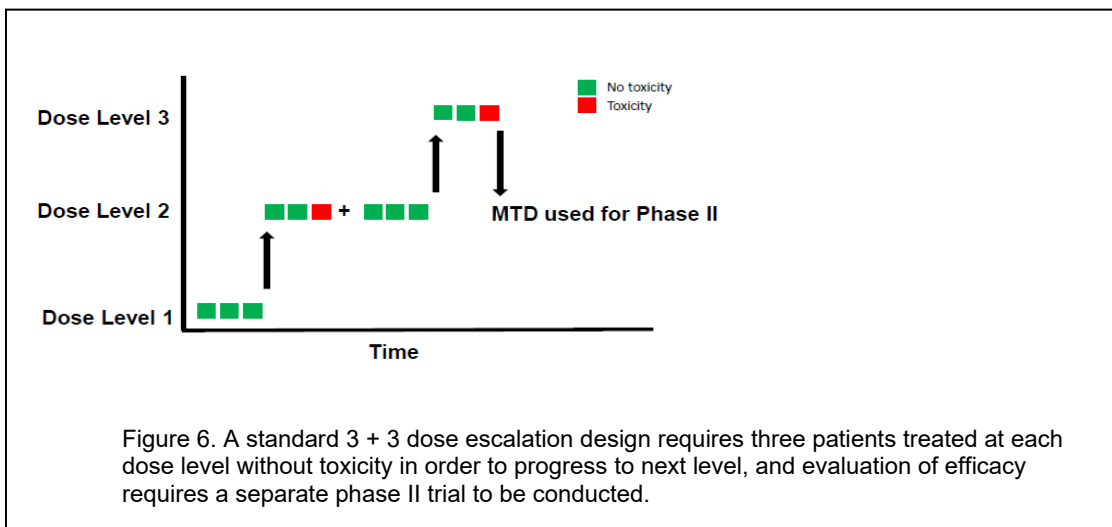 No toxicity
Toxicity
Dose Level 3
Dose Level 2
+
MTD used for Phase II
Dose Level 1
Time
Figure 6. A standard 3 + 3 dose escalation design requires three patients treated at each
dose level without toxicity in order to progress to next level, and evaluation of efficacy
requires a separate phase II trial to be conducted.